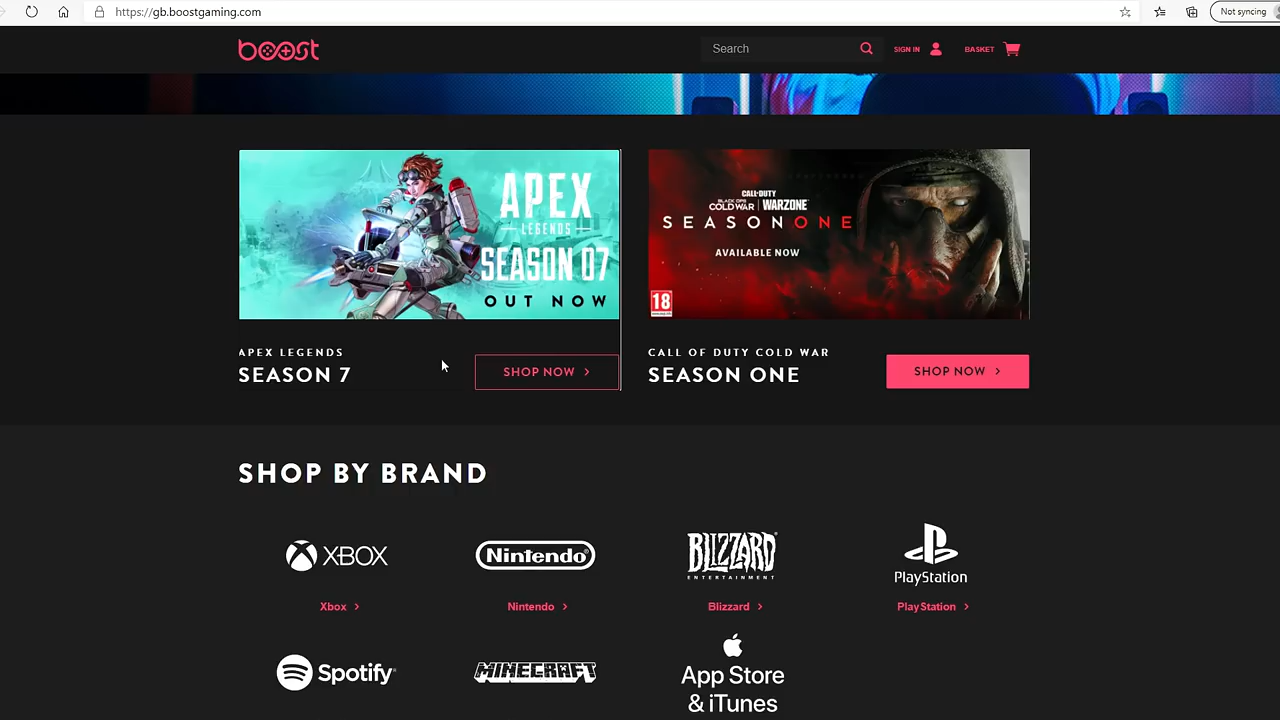 https://gb.boostgaming.com
Not syncing
boost
Search
SIGN IN
BASKET
APEX
LEGENDS
SEASON 07
OUT NOW
CALL OF DUTY
BLACK OPS
COLD WAR | WARZONE
SEASON ONE
AVAILABLE NOW
18
APEX LEGENDS
SEASON 7
SHOP NOW
CALL OF DUTY COLD WAR
SEASON ONE
SHOP NOW
SHOP BY BRAND
XBOX
Nintendo
BLIZZARD
ENTERTAINMENT
PlayStation
Xbox
Nintendo
Blizzard
PlayStation
Spotify
MINECRAFT
App Store
& iTunes